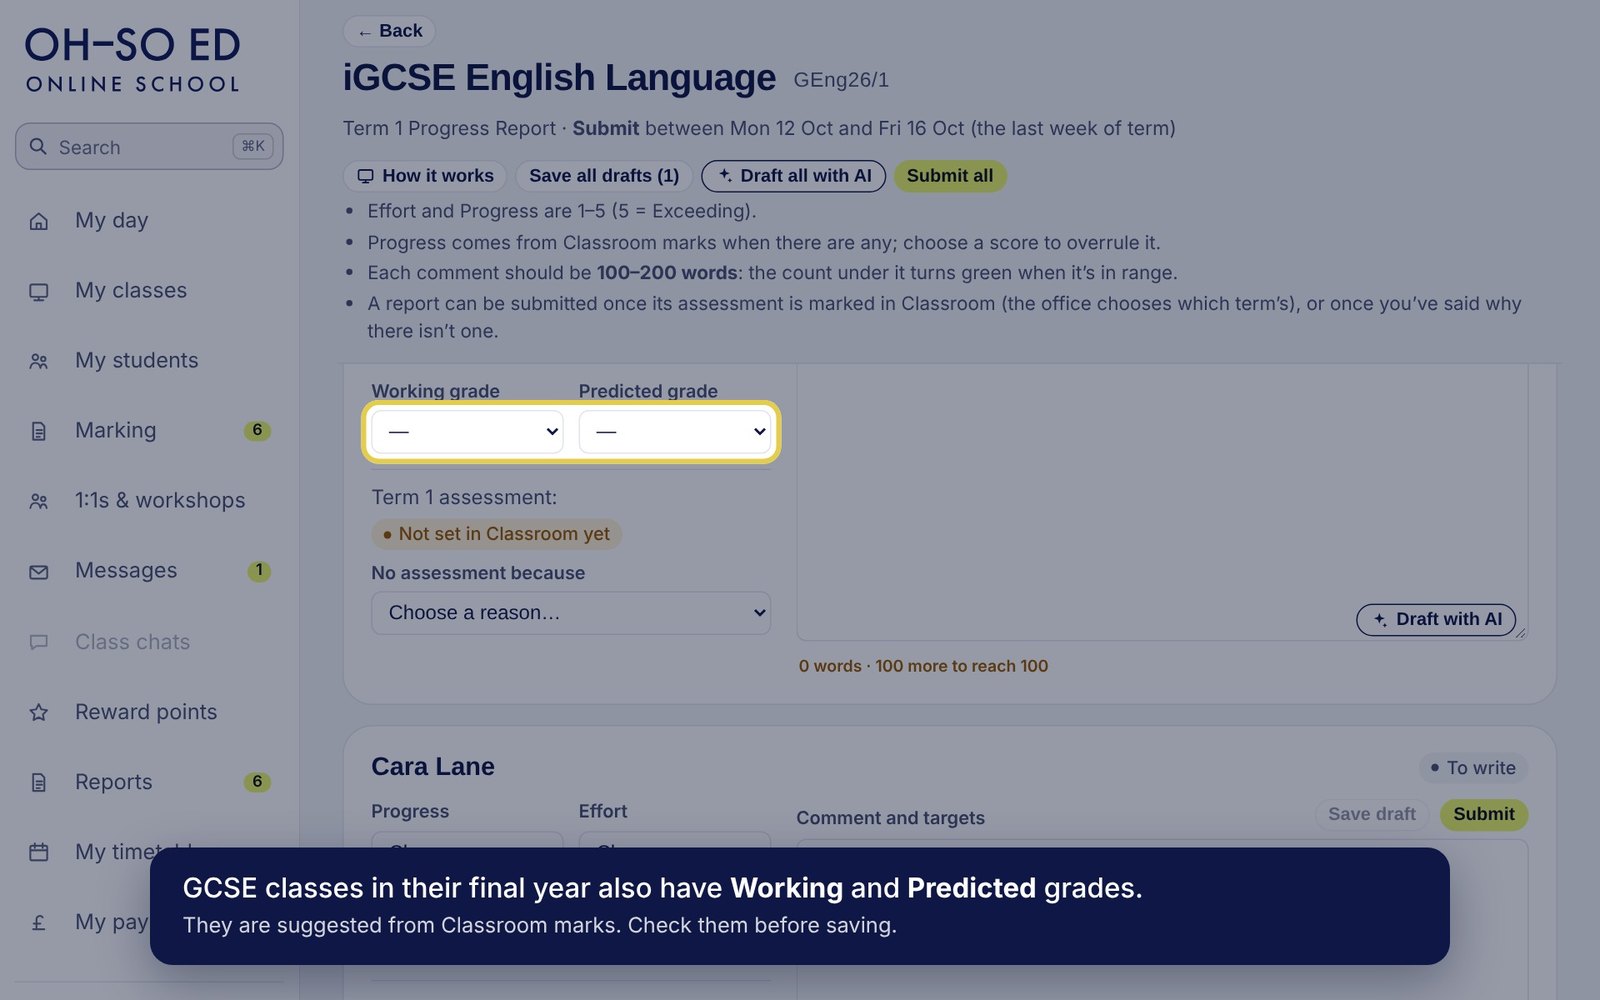 OH–SO ED
ONLINE SCHOOL
Search
⌘K
My day
My classes
My students
Marking
6
1:1s & workshops
Messages
1
Class chats
Reward points
Reports
6
My
My pay
← Back
iGCSE English Language GEng26/1
Term 1 Progress Report · Submit between Mon 12 Oct and Fri 16 Oct (the last week of term)
How it works
Save all drafts (1)
Draft all with AI
Submit all
• Effort and Progress are 1–5 (5 = Exceeding).
• Progress comes from Classroom marks when there are any; choose a score to overrule it.
• Each comment should be 100–200 words: the count under it turns green when it’s in range.
• A report can be submitted once its assessment is marked in Classroom (the office chooses which term’s), or once you’ve said why
there isn’t one.
Working grade
Predicted grade
—
—
Term 1 assessment:
• Not set in Classroom yet
No assessment because
Choose a reason…
Draft with AI
0 words · 100 more to reach 100
Cara Lane
• To write
Progress
Effort
Comment and targets
Save draft
Submit
GCSE classes in their final year also have Working and Predicted grades.
They are suggested from Classroom marks. Check them before saving.